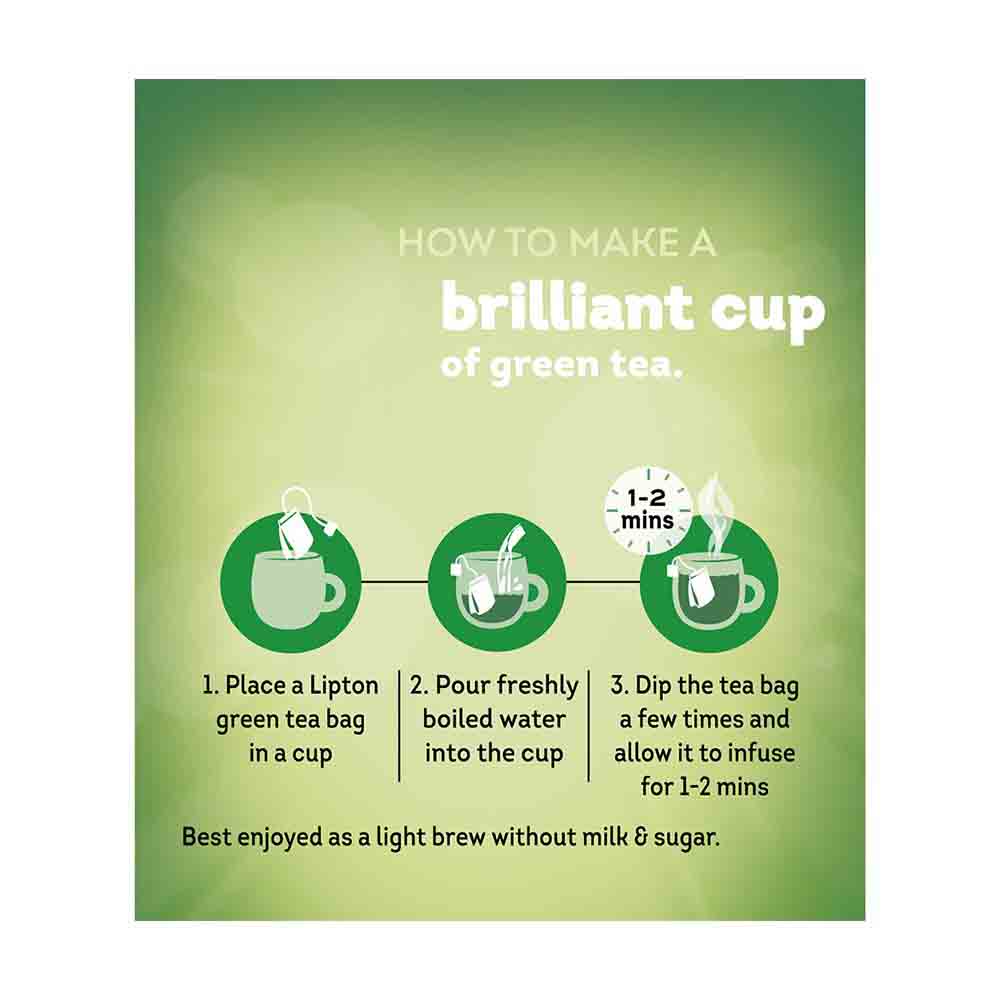 HOW TO MAKE A
brilliant cup
of green tea.
1-2
mins
1. Place a Lipton
green tea bag
in a cup
2. Pour freshly
boiled water
into the cup
3. Dip the tea bag
a few times and
allow it to infuse
for 1-2 mins
Best enjoyed as a light brew without milk & sugar.